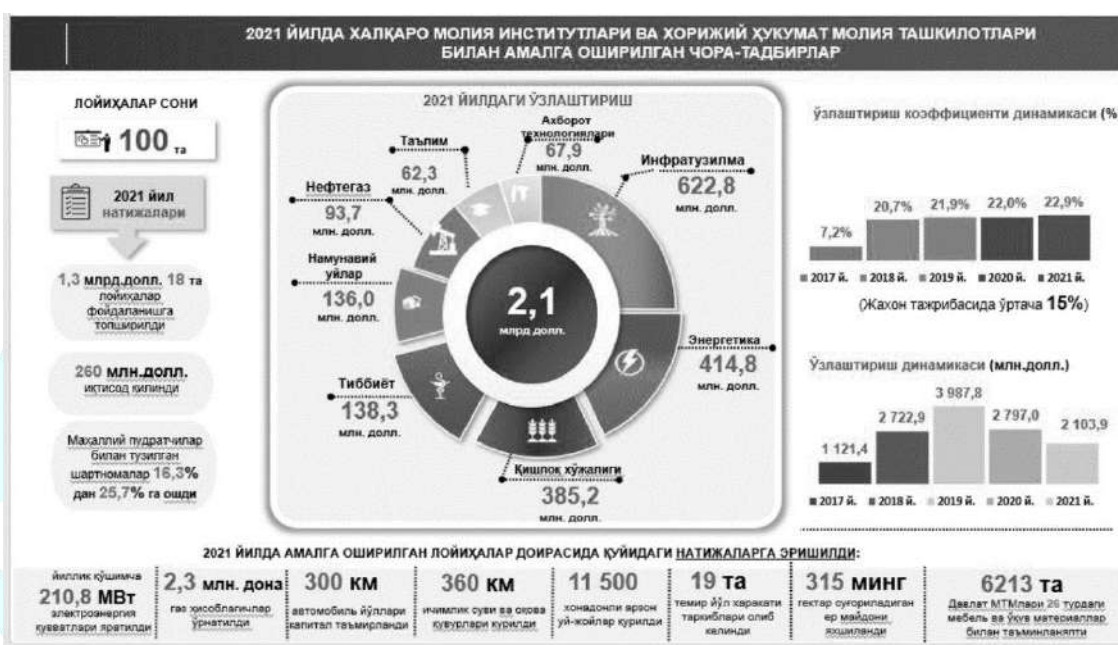 2021 ЙИЛДА ХАЛҚАРО МОЛИЯ ИНСТИТУТЛАРИ ВА ХОРИЖИЙ ҲУКУМАТ МОЛИЯ ТАШКИЛОТЛАРИ
БИЛАН АМАЛГА ОШИРИЛГАН ЧОРА-ТАДБИРЛАР
ЛОЙИҲАЛАР СОНИ
100 та
2021 йил
натижалари
1,3 млрд.долл. 18 та
лойиҳалар
фойдаланишга
топширилди
260 млн.долл.
иқтисод қилинди
Маҳаллий пудратчилар
билан тузилган
шартномалар 16,3%
дан 25,7% га ошди
2021 ЙИЛДАГИ ЎЗЛАШТИРИШ
Ахборот
технологиялари
67,9
млн. долл.
Таълим
62,3
млн. долл.
Инфратузилма
622,8
млн. долл.
Нефтегаз
93,7
млн. долл.
Намунавий
уйлар
136,0
млн. долл.
2,1
млрд долл.
Энергетика
414,8
млн. долл.
Тиббиёт
138,3
млн. долл.
Қишлоқ хўжалиги
385,2
млн. долл.
ўзлаштириш коэффициенти динамикаси (%
7,2% 20,7% 21,9% 22,0% 22,9%
2017 й. 2018 й. 2019 й. 2020 й. 2021 й.
(Жахон тажрибасида ўртача 15%)
Ўзлаштириш динамикаси (млн.долл.)
1 121,4 2 722,9 3 987,8 2 797,0 2 103,9
2017 й. 2018 й. 2019 й. 2020 й. 2021 й.
2021 ЙИЛДА АМАЛГА ОШИРИЛГАН ЛОЙИҲАЛАР ДОИРАСИДА ҚУЙИДАГИ НАТИЖАЛАРГА ЭРИШИЛДИ:
йиллик қўшимча
210,8 МВт
электроэнергия
қувватлари яратилди
2,3 млн. дона
газ ҳисоблагичлар
ўрнатилди
300 км
автомобиль йўллари
капитал таъмирланди
360 км
ичимлик суви ва оқова
қувурлари қурилди
11 500
хонадонли арзон
уй-жойлар қурилди
19 та
темир йўл харакати
таркиблари олиб
келинди
315 минг
гектар суғориладиган
ер майдони
яхшиланди
6213 та
Давлат МТМлари 26 турдаги
мебель ва ўқув материаллар
билан таъминланяпти